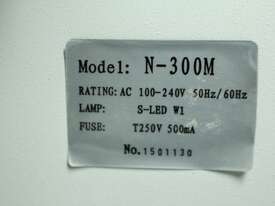 Model: N-300M
RATING: AC 100-240V 50Hz/60Hz
LAMP: S-LED W1
FUSE: T250V 500mA
No. 1501130